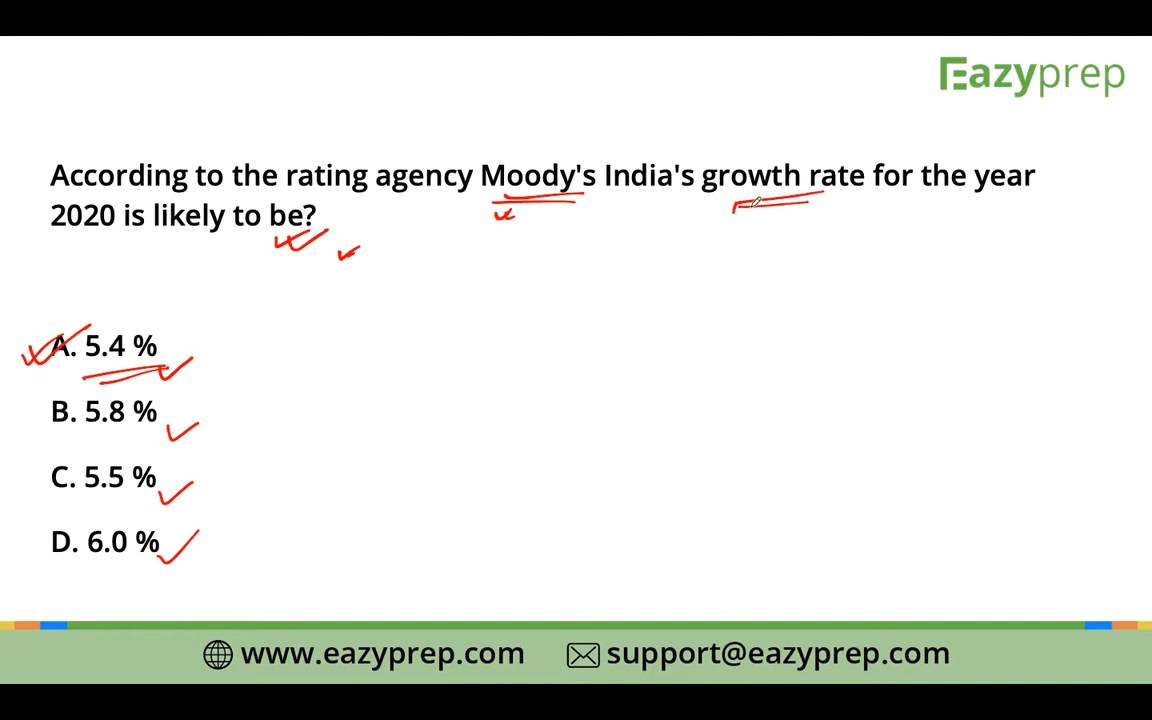 Eazyprep
According to the rating agency Moody's India's growth rate for the year
2020 is likely to be?
A. 5.4 %
B. 5.8 %
C. 5.5 %
D. 6.0 %
www.eazyprep.com support@eazyprep.com